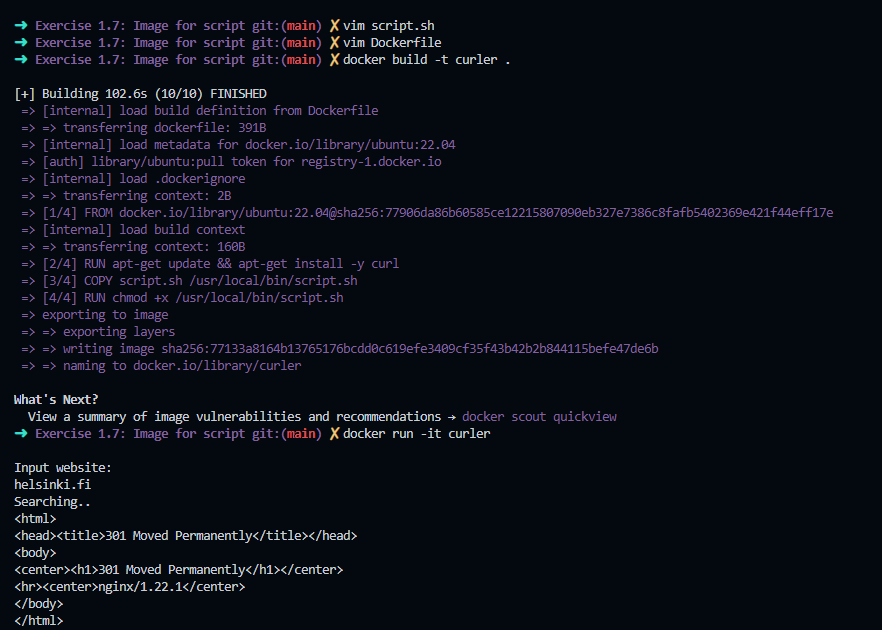 ➜ Exercise 1.7: Image for script git:(main) ✗ vim script.sh
➜ Exercise 1.7: Image for script git:(main) ✗ vim Dockerfile
➜ Exercise 1.7: Image for script git:(main) ✗ docker build -t curler .
[+] Building 102.6s (10/10) FINISHED
=> [internal] load build definition from Dockerfile
=> => transferring dockerfile: 391B
=> [internal] load metadata for docker.io/library/ubuntu:22.04
=> [auth] library/ubuntu:pull token for registry-1.docker.io
=> [internal] load .dockerignore
=> => transferring context: 2B
=> [1/4] FROM docker.io/library/ubuntu:22.04@sha256:77906da86b60585ce12215807090eb327e7386c8fafb5402369e421f44eff17e
=> [internal] load build context
=> => transferring context: 160B
=> [2/4] RUN apt-get update && apt-get install -y curl
=> [3/4] COPY script.sh /usr/local/bin/script.sh
=> [4/4] RUN chmod +x /usr/local/bin/script.sh
=> exporting to image
=> => exporting layers
=> => writing image sha256:77133a8164b13765176bcdd0c619efe3409cf35f43b42b2b844115befe47de6b
=> => naming to docker.io/library/curler
What's Next?
View a summary of image vulnerabilities and recommendations → docker scout quickview
➜ Exercise 1.7: Image for script git:(main) ✗ docker run -it curler
Input website:
helsinki.fi
Searching..
<html>
<head><title>301 Moved Permanently</title></head>
<body>
<center><h1>301 Moved Permanently</h1></center>
<hr><center>nginx/1.22.1</center>
</body>
</html>